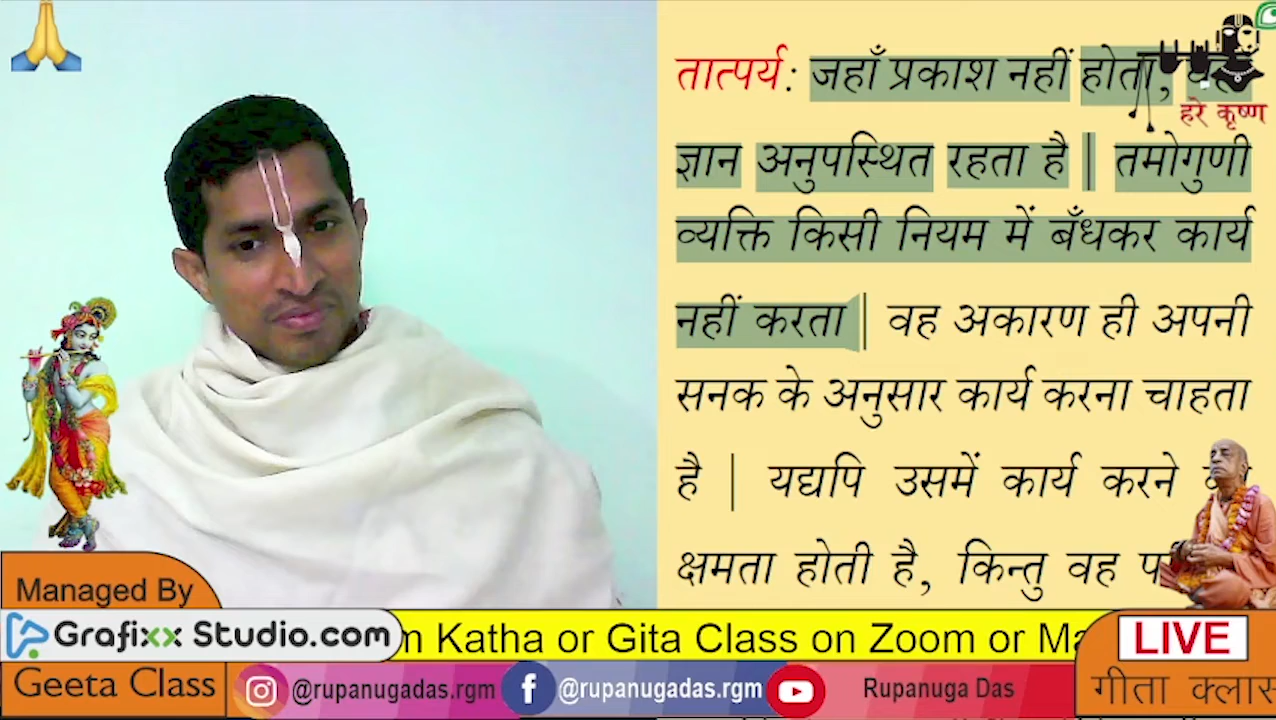 तात्पर्य: जहाँ प्रकाश नहीं होता,
हरे कृष्ण
ज्ञान अनुपस्थित रहता है | तमोगुणी
व्यक्ति किसी नियम में बँधकर कार्य
नहीं करता | वह अकारण ही अपनी
सनक के अनुसार कार्य करना चाहता
है | यद्यपि उसमें कार्य करने
क्षमता होती है, किन्तु वह
Managed By
Grafixx Studio.com
Katha or Gita Class on Zoom or
LIVE
Geeta Class
@rupanugadas.rgm
@rupanugadas.rgm
Rupanuga Das
गीता क्लास